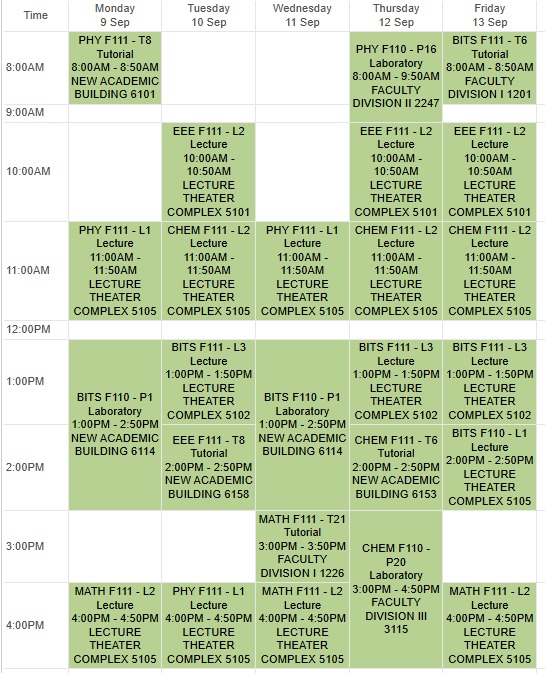 Time
Monday
9 Sep
Tuesday
10 Sep
Wednesday
11 Sep
Thursday
12 Sep
Friday
13 Sep
8:00AM
PHY F111 - T8
Tutorial
8:00AM - 8:50AM
NEW ACADEMIC
BUILDING 6101
PHY F110 - P16
Laboratory
8:00AM - 9:50AM
FACULTY
DIVISION II 2247
BITS F111 - T6
Tutorial
8:00AM - 8:50AM
FACULTY
DIVISION I 1201
9:00AM
10:00AM
EEE F111 - L2
Lecture
10:00AM -
10:50AM
LECTURE
THEATER
COMPLEX 5101
EEE F111 - L2
Lecture
10:00AM -
10:50AM
LECTURE
THEATER
COMPLEX 5101
EEE F111 - L2
Lecture
10:00AM -
10:50AM
LECTURE
THEATER
COMPLEX 5101
11:00AM
PHY F111 - L1
Lecture
11:00AM -
11:50AM
LECTURE
THEATER
COMPLEX 5105
CHEM F111 - L2
Lecture
11:00AM -
11:50AM
LECTURE
THEATER
COMPLEX 5105
PHY F111 - L1
Lecture
11:00AM -
11:50AM
LECTURE
THEATER
COMPLEX 5105
CHEM F111 - L2
Lecture
11:00AM -
11:50AM
LECTURE
THEATER
COMPLEX 5105
CHEM F111 - L2
Lecture
11:00AM -
11:50AM
LECTURE
THEATER
COMPLEX 5105
12:00PM
1:00PM
BITS F110 - P1
Laboratory
1:00PM - 2:50PM
NEW ACADEMIC
BUILDING 6114
BITS F111 - L3
Lecture
1:00PM - 1:50PM
LECTURE
THEATER
COMPLEX 5102
BITS F110 - P1
Laboratory
1:00PM - 2:50PM
NEW ACADEMIC
BUILDING 6114
BITS F111 - L3
Lecture
1:00PM - 1:50PM
LECTURE
THEATER
COMPLEX 5102
BITS F111 - L3
Lecture
1:00PM - 1:50PM
LECTURE
THEATER
COMPLEX 5102
2:00PM
EEE F111 - T8
Tutorial
2:00PM - 2:50PM
NEW ACADEMIC
BUILDING 6158
CHEM F111 - T6
Tutorial
2:00PM - 2:50PM
NEW ACADEMIC
BUILDING 6153
BITS F110 - L1
Lecture
2:00PM - 2:50PM
LECTURE
THEATER
COMPLEX 5105
3:00PM
MATH F111 - T21
Tutorial
3:00PM - 3:50PM
FACULTY
DIVISION I 1226
CHEM F110 -
P20
Laboratory
3:00PM - 4:50PM
FACULTY
DIVISION III
3115
4:00PM
MATH F111 - L2
Lecture
4:00PM - 4:50PM
LECTURE
THEATER
COMPLEX 5105
PHY F111 - L1
Lecture
4:00PM - 4:50PM
LECTURE
THEATER
COMPLEX 5105
MATH F111 - L2
Lecture
4:00PM - 4:50PM
LECTURE
THEATER
COMPLEX 5105
MATH F111 - L2
Lecture
4:00PM - 4:50PM
LECTURE
THEATER
COMPLEX 5105